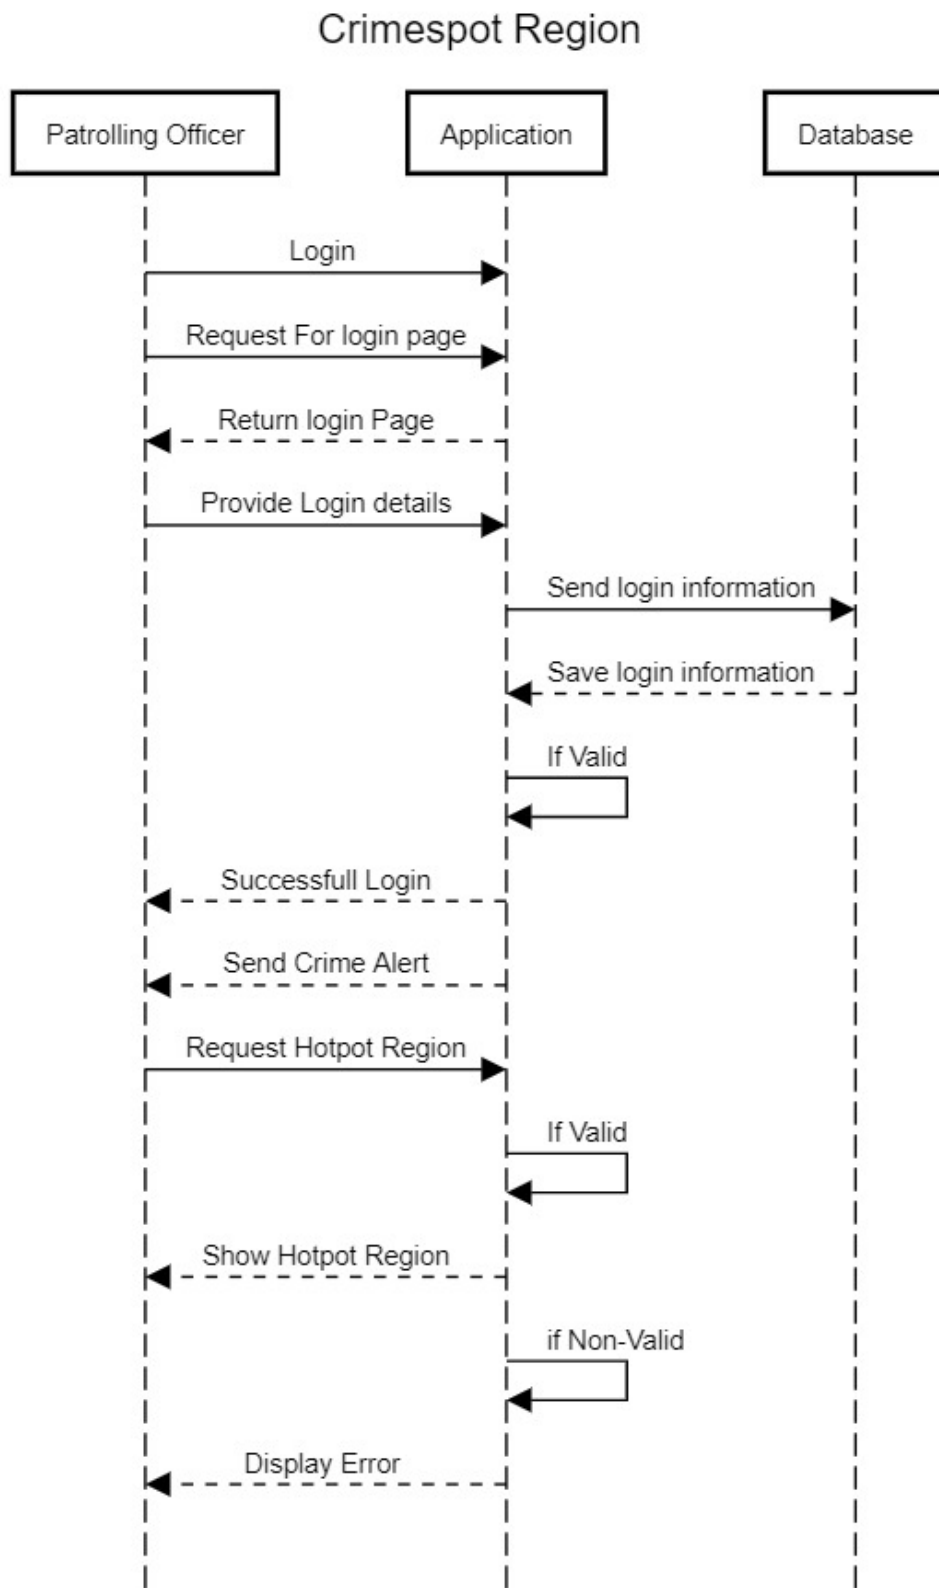 Crimespot Region
Patrolling Officer
Application
Database
Login
Request For login page
Return login Page
Provide Login details
Send login information
Save login information
If Valid
Successfull Login
Send Crime Alert
Request Hotpot Region
If Valid
Show Hotpot Region
if Non-Valid
Display Error